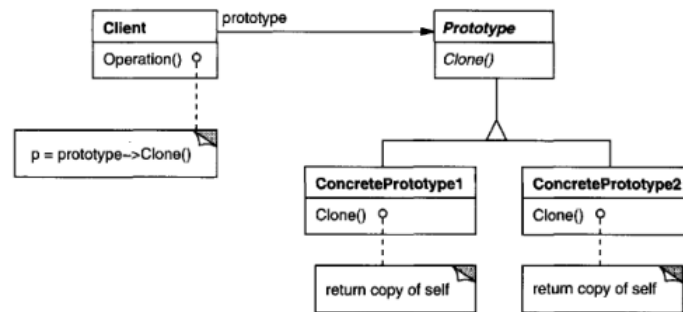 Client
prototype
Prototype
Operation()
Clone()
p = prototype->Clone()
ConcretePrototype1
ConcretePrototype2
Clone()
Clone()
return copy of self
return copy of self